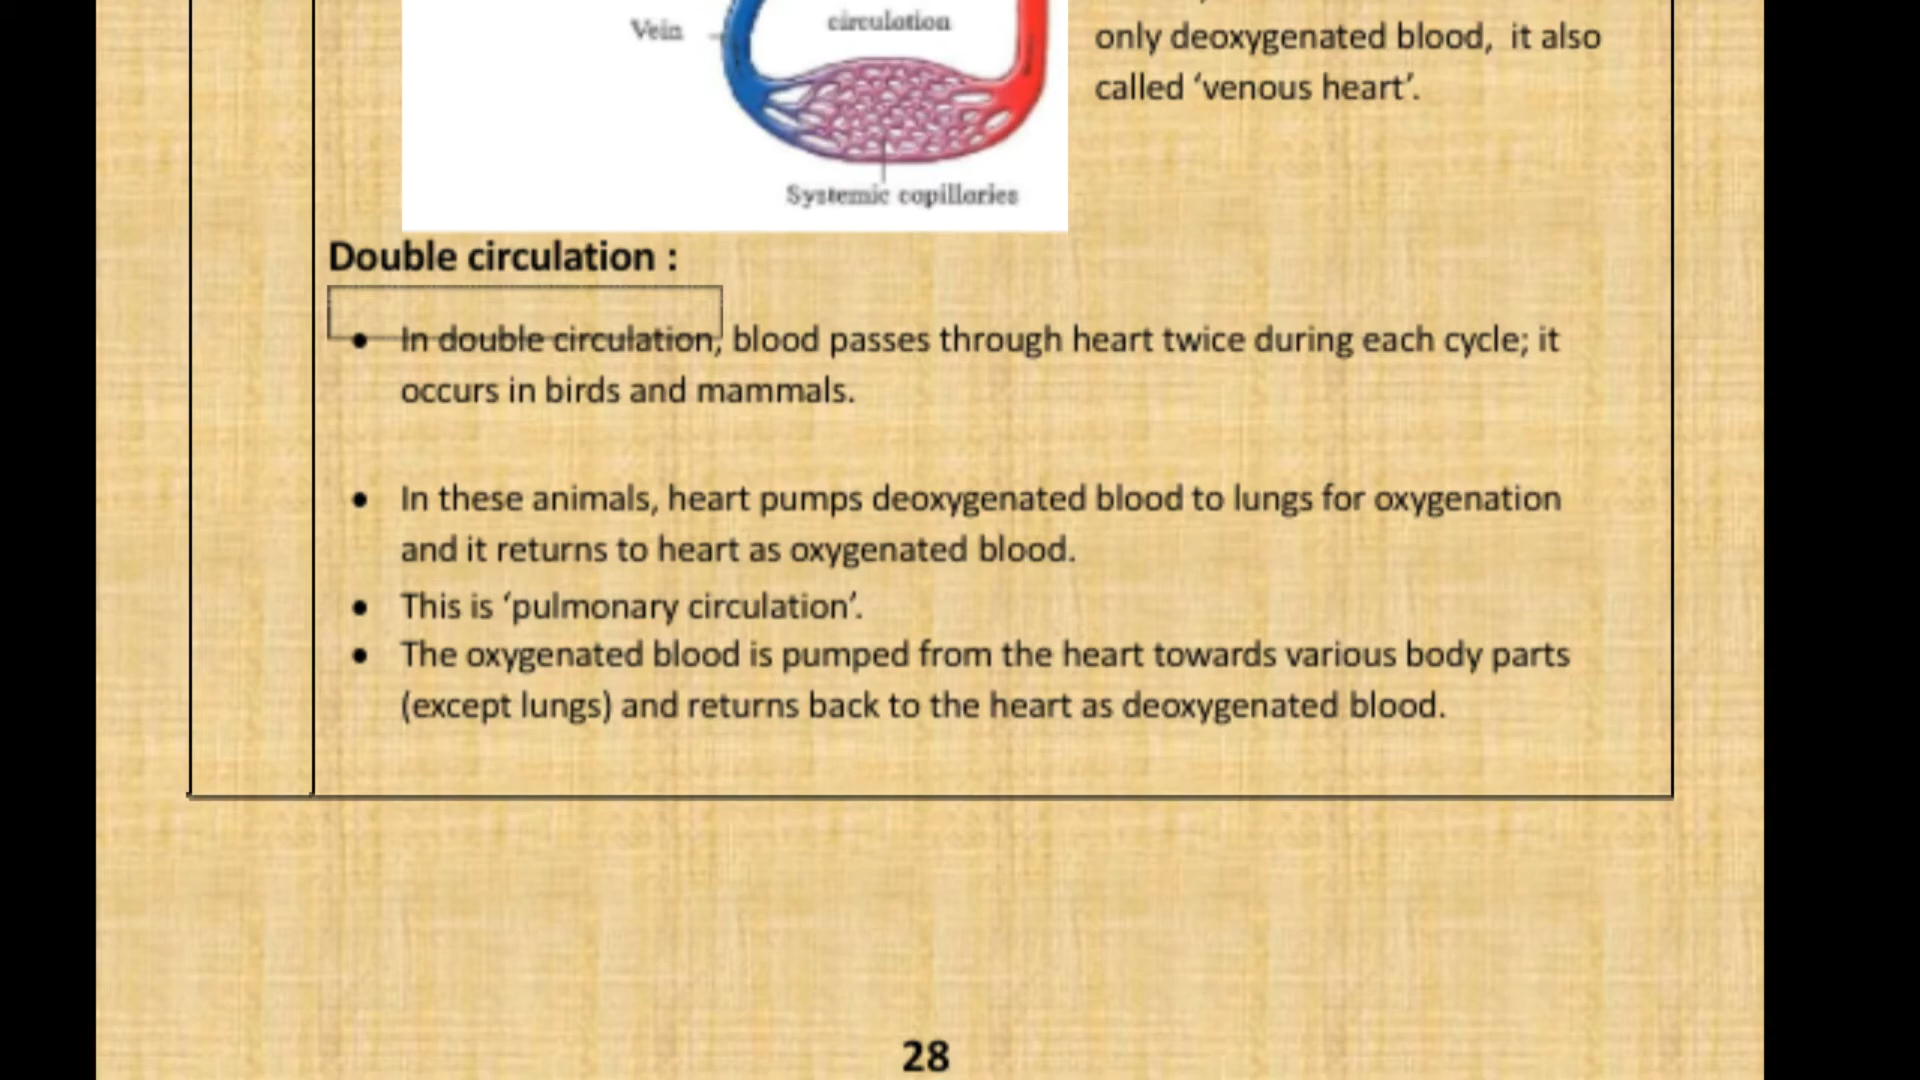 Vein
circulation
only deoxygenated blood, it also
called ‘venous heart’.
Systemic capillaries
Double circulation :
• In double circulation, blood passes through heart twice during each cycle; it
occurs in birds and mammals.
• In these animals, heart pumps deoxygenated blood to lungs for oxygenation
and it returns to heart as oxygenated blood.
• This is ‘pulmonary circulation’.
• The oxygenated blood is pumped from the heart towards various body parts
(except lungs) and returns back to the heart as deoxygenated blood.
28